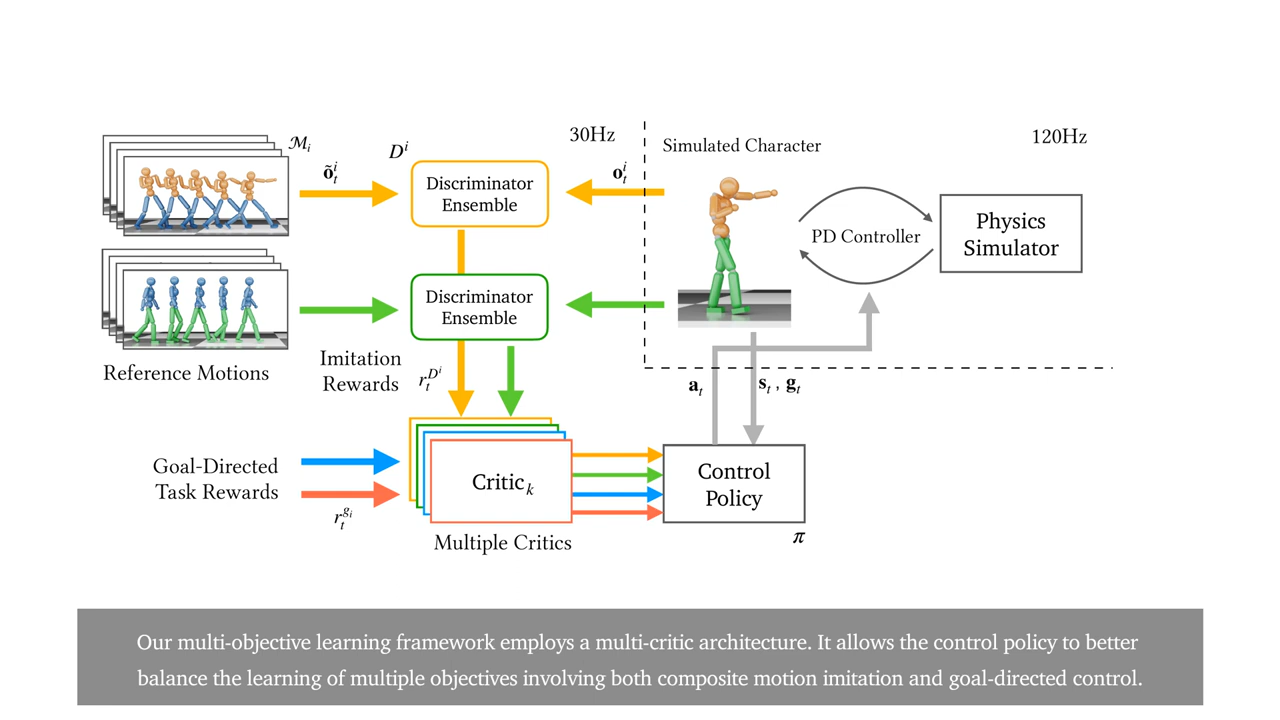 30Hz
120Hz
ℳᵢ
õₜⁱ
Dⁱ
Discriminator
Ensemble
oₜⁱ
Simulated Character
PD Controller
Physics
Simulator
Discriminator
Ensemble
Reference Motions
Imitation
Rewards
rₜ^{Dⁱ}
aₜ
sₜ , gₜ
Goal-Directed
Task Rewards
rₜ^{gᵢ}
Criticₖ
Multiple Critics
Control
Policy
π
Our multi-objective learning framework employs a multi-critic architecture. It allows the control policy to better
balance the learning of multiple objectives involving both composite motion imitation and goal-directed control.